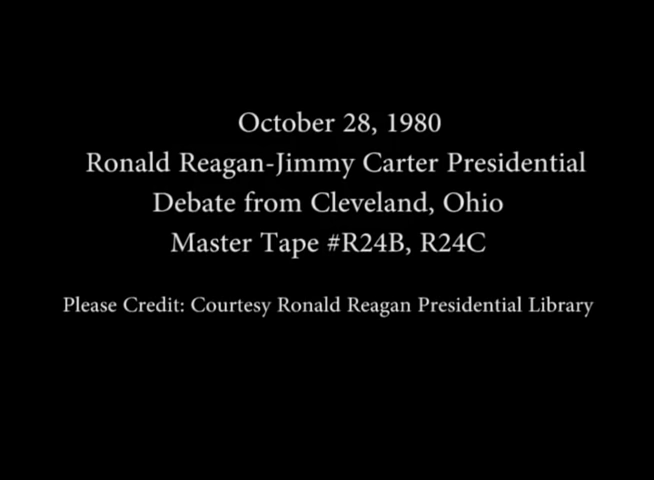 October 28, 1980
Ronald Reagan-Jimmy Carter Presidential
Debate from Cleveland, Ohio
Master Tape #R24B, R24C
Please Credit: Courtesy Ronald Reagan Presidential Library